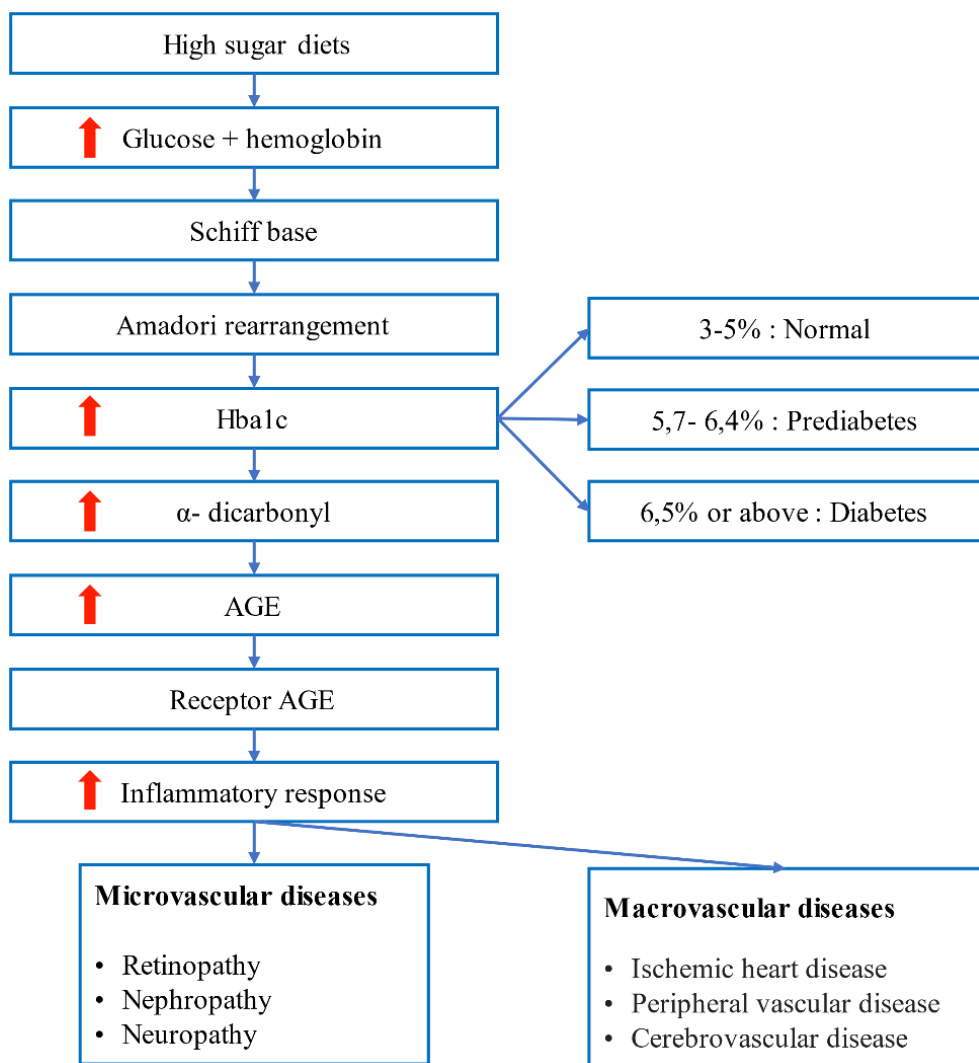 High sugar diets
Glucose + hemoglobin
Schiff base
Amadori rearrangement
Hba1c
α- dicarbonyl
AGE
Receptor AGE
Inflammatory response
3-5% : Normal
5,7- 6,4% : Prediabetes
6,5% or above : Diabetes
Microvascular diseases
• Retinopathy
• Nephropathy
• Neuropathy
Macrovascular diseases
• Ischemic heart disease
• Peripheral vascular disease
• Cerebrovascular disease